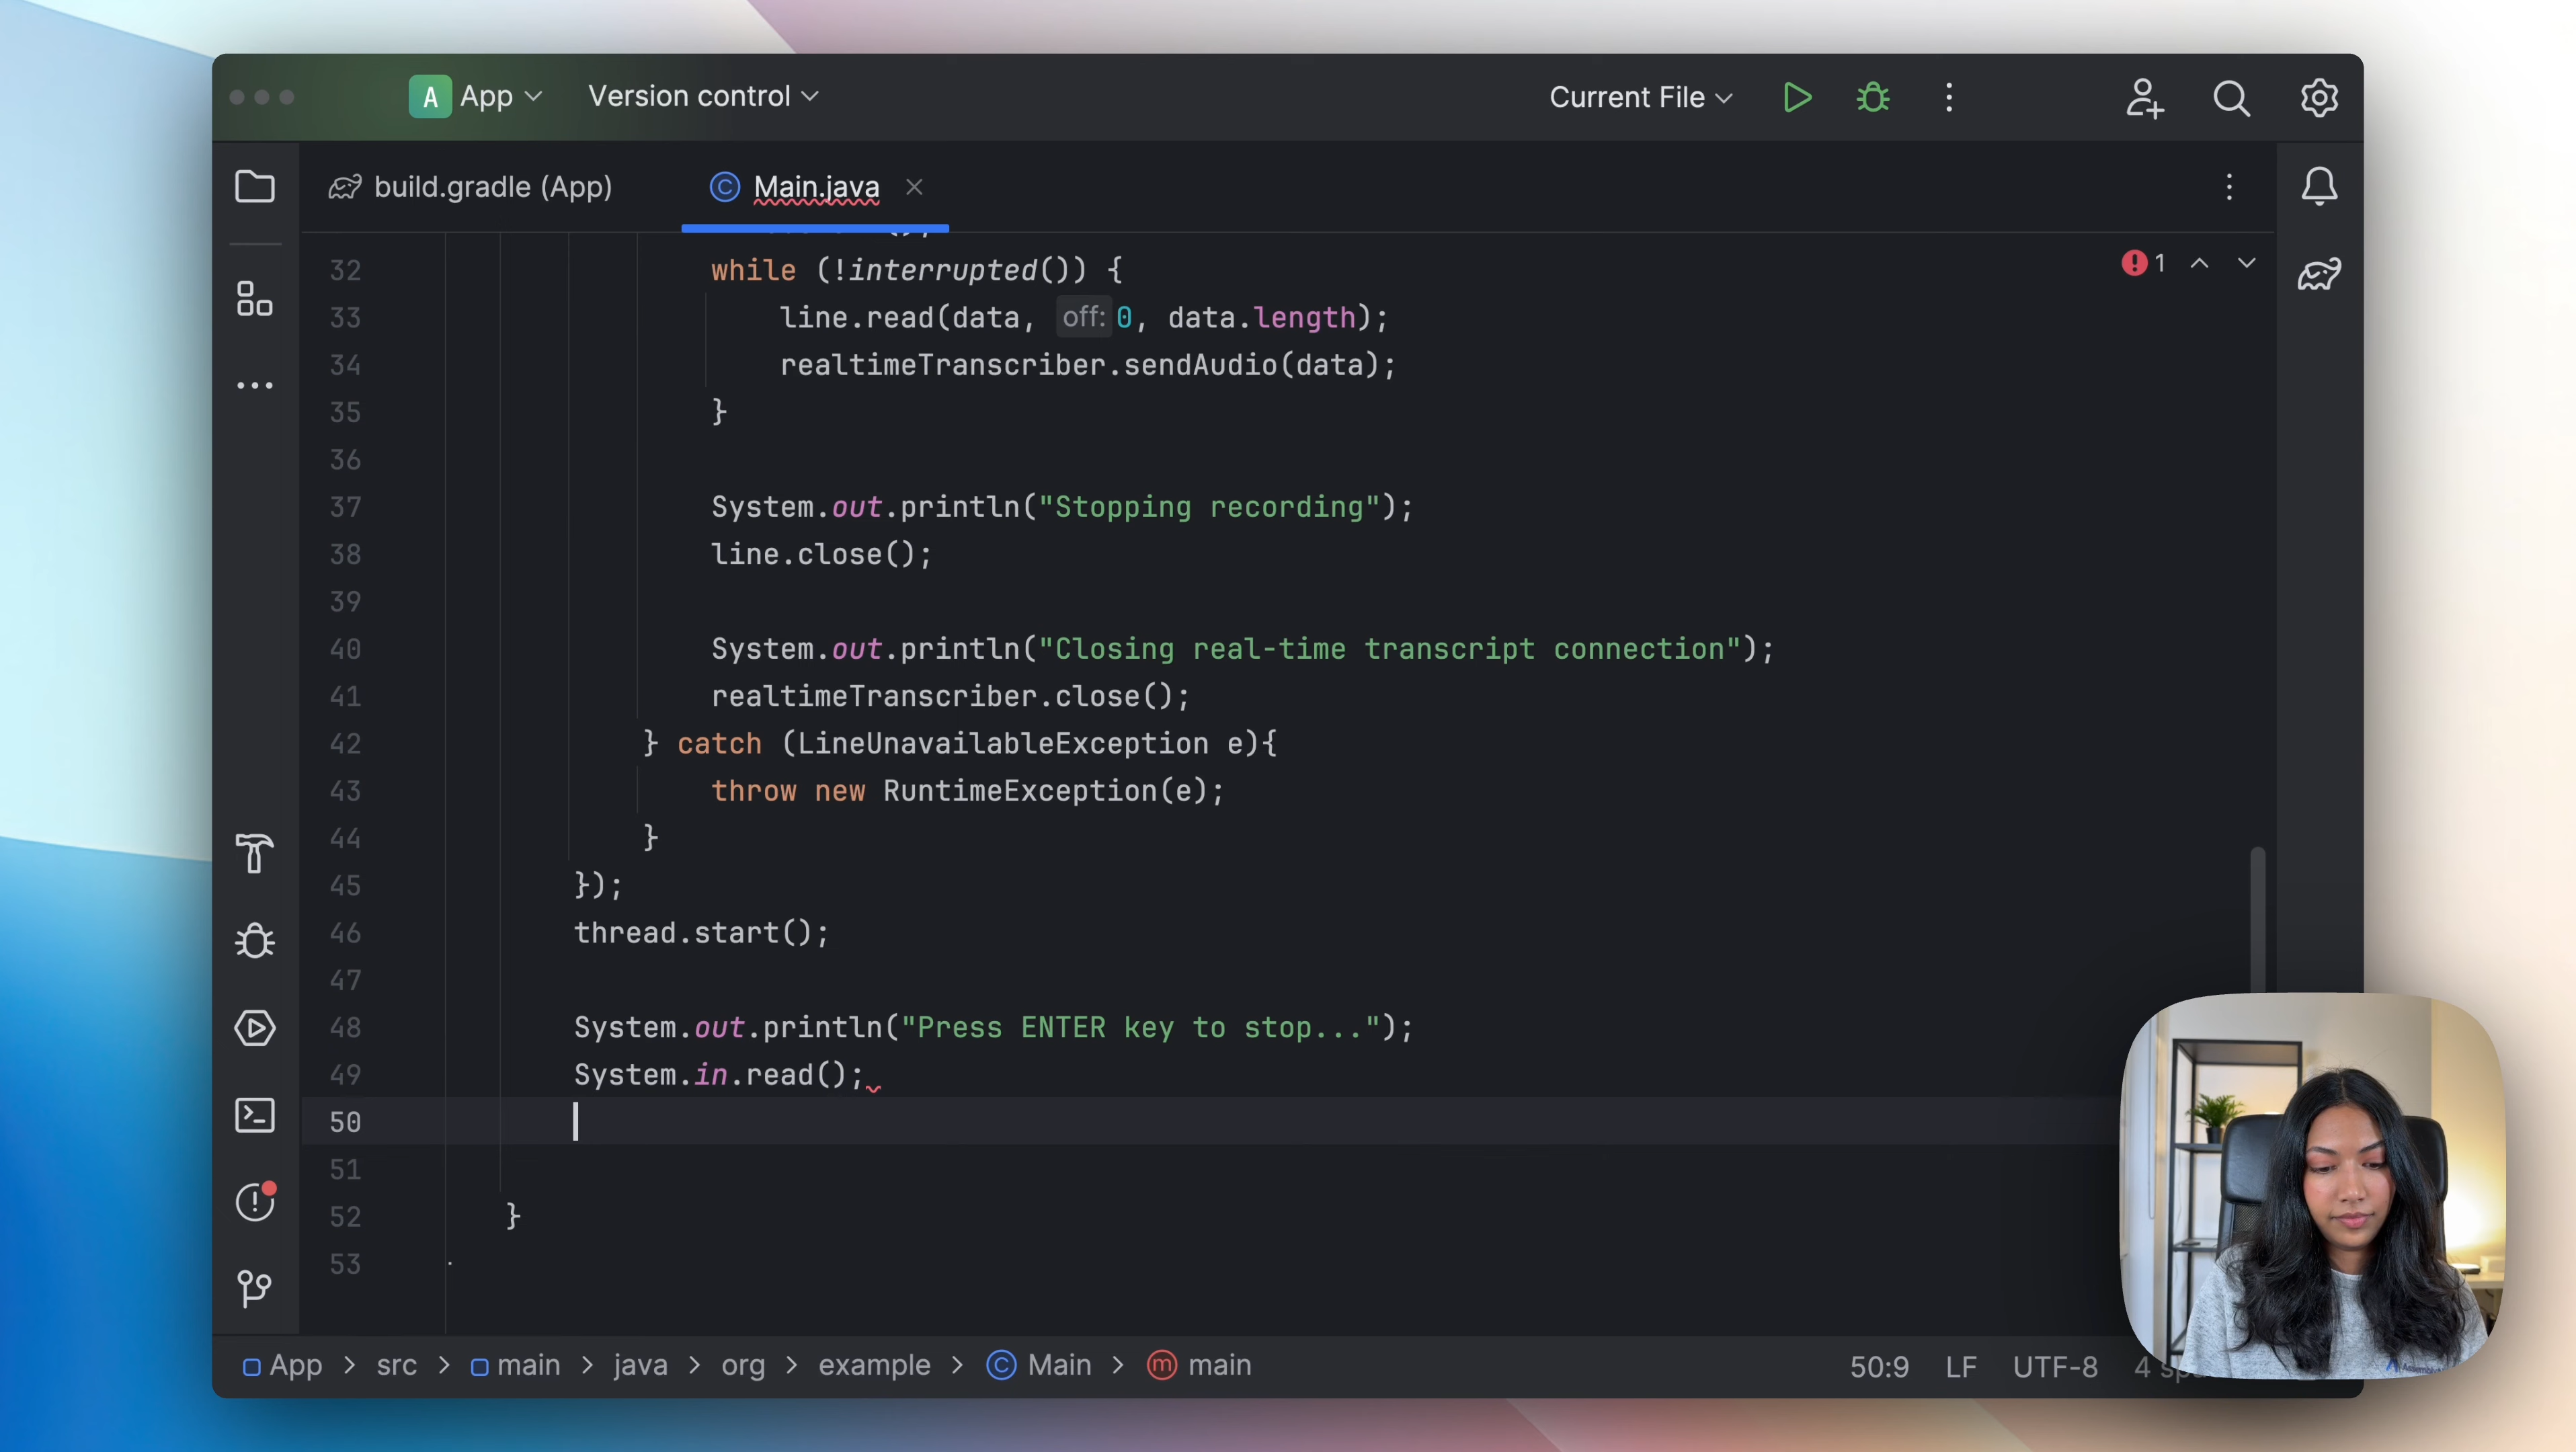 A App Version control Current File
build.gradle (App) Main.java
32 while (!interrupted()) { 1
33 line.read(data, off: 0, data.length);
34 realtimeTranscriber.sendAudio(data);
35 }
36
37 System.out.println("Stopping recording");
38 line.close();
39
40 System.out.println("Closing real-time transcript connection");
41 realtimeTranscriber.close();
42 } catch (LineUnavailableException e){
43 throw new RuntimeException(e);
44 }
45 });
46 thread.start();
47
48 System.out.println("Press ENTER key to stop...");
49 System.in.read();
50
51
52 }
53
App > src > main > java > org > example > Main > main 50:9 LF UTF-8 4